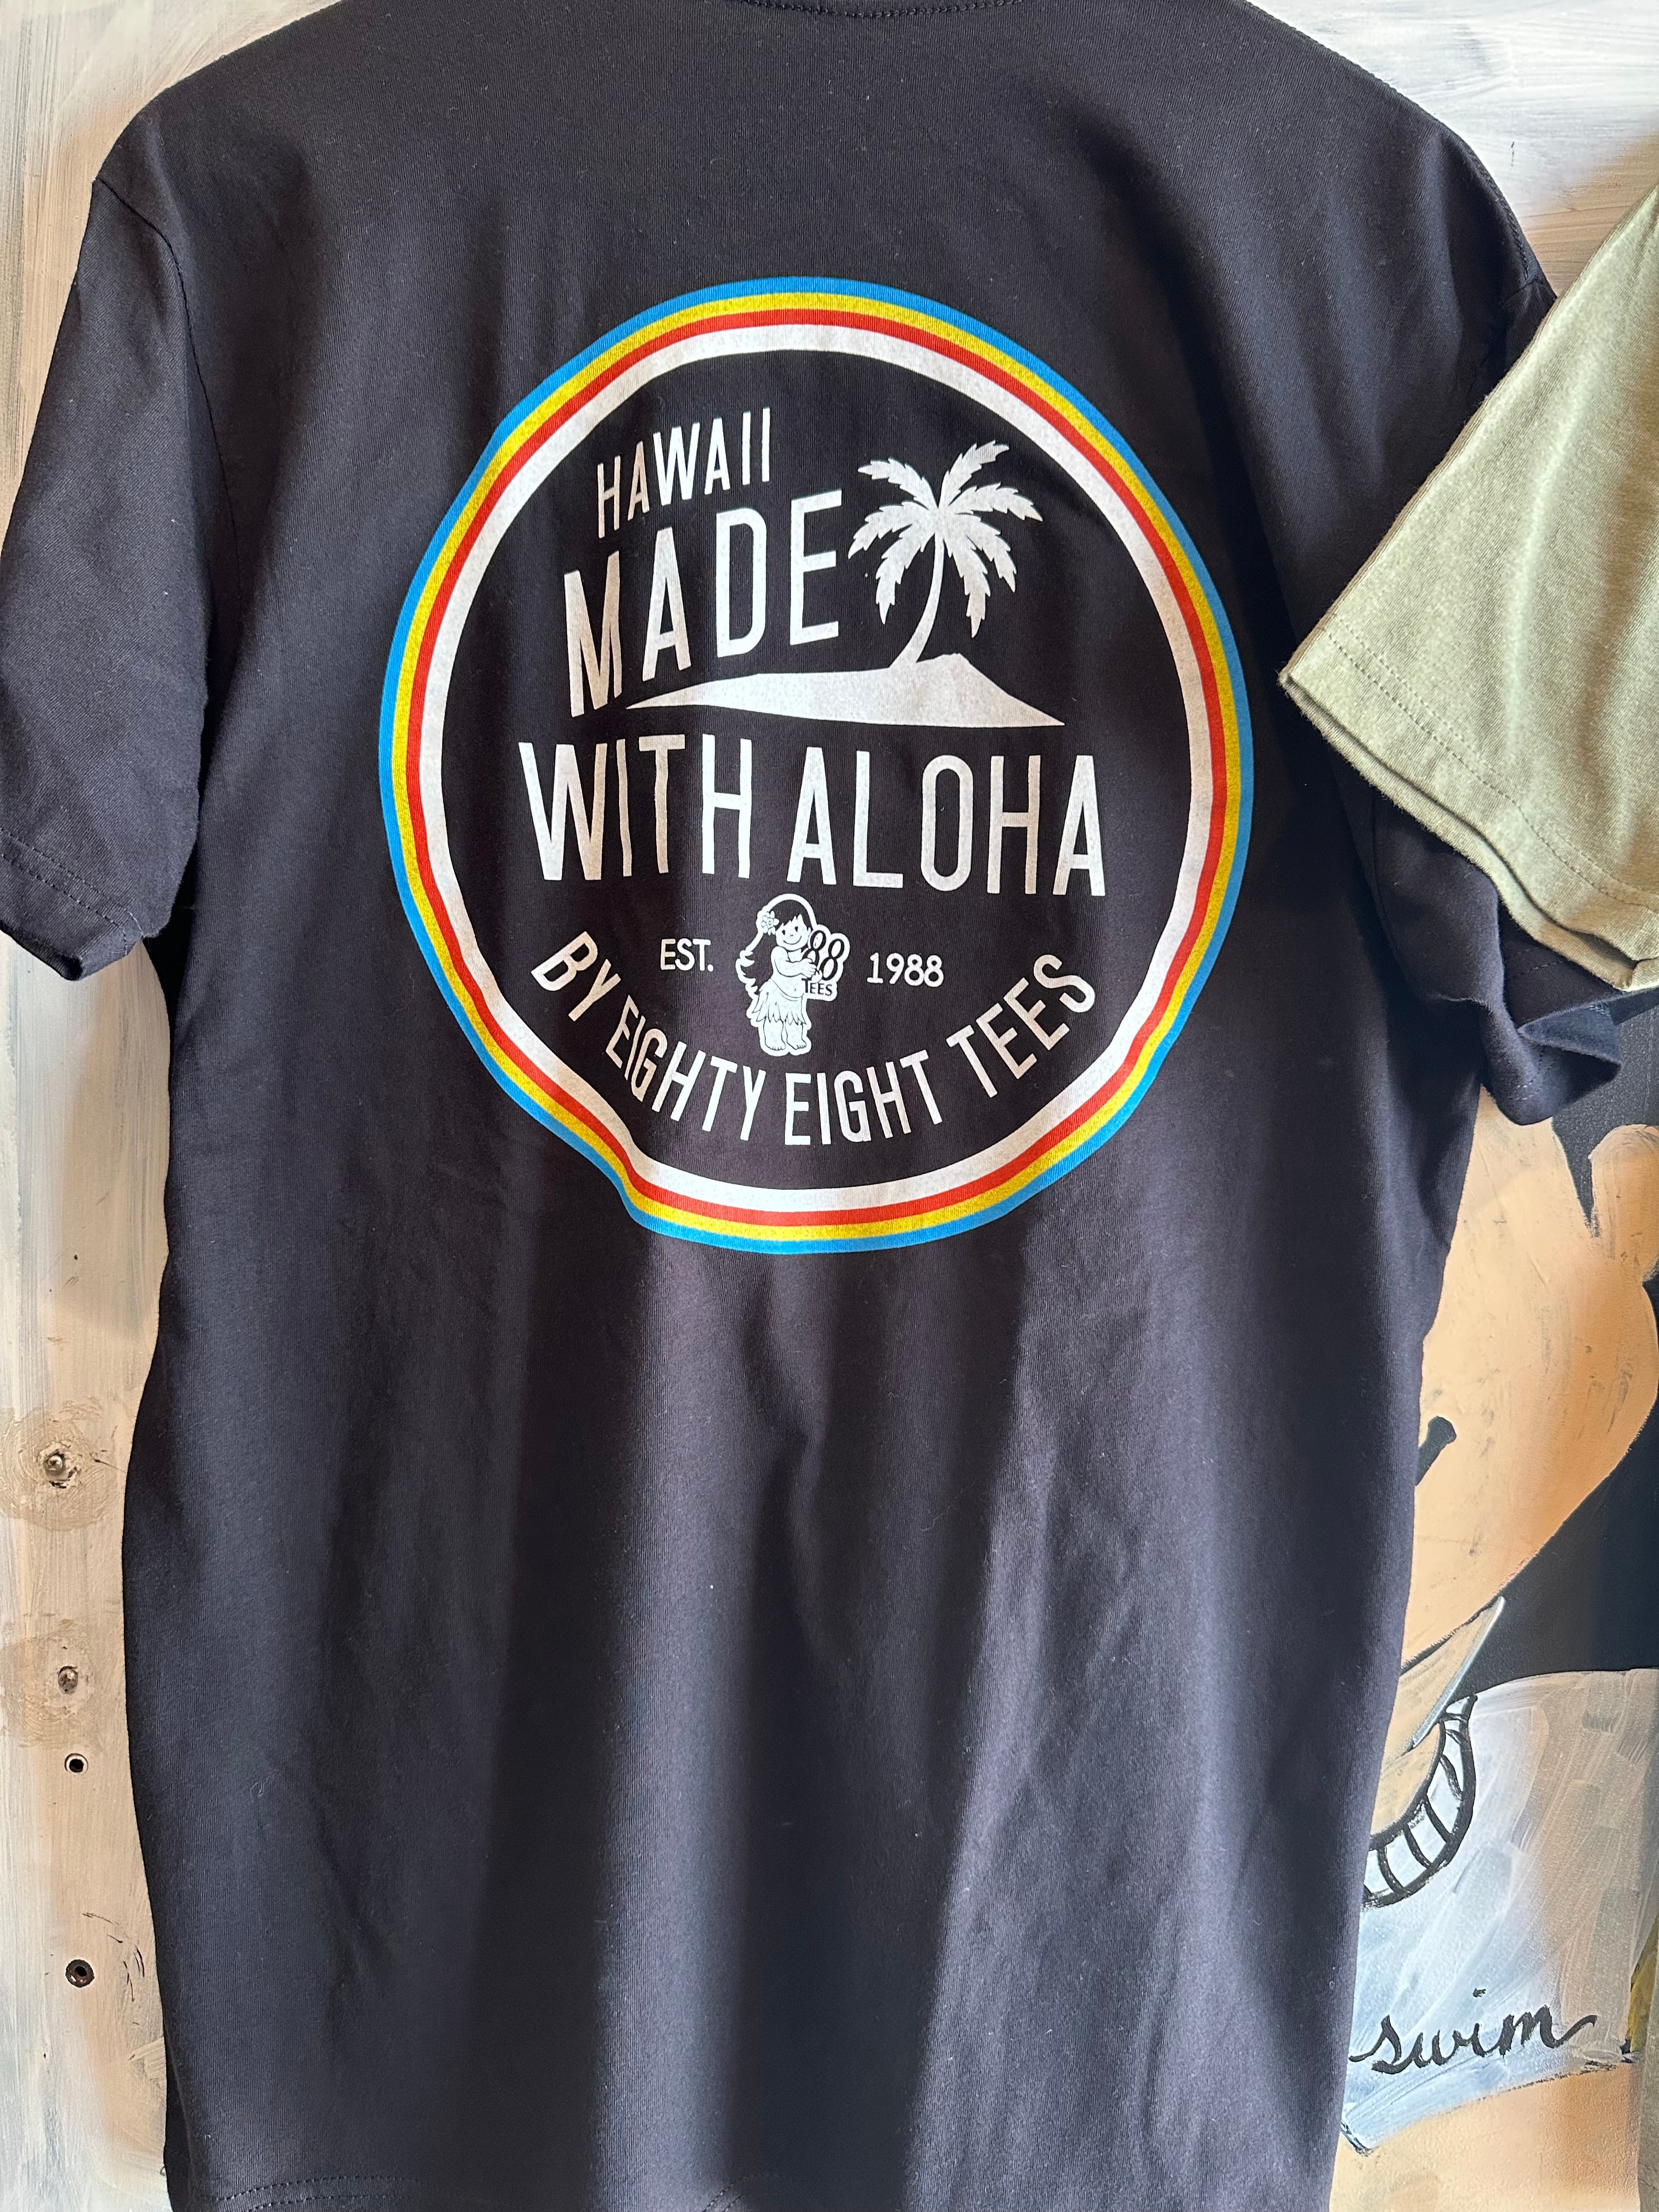 HAWAII
MADE
WITH ALOHA
EST. 88 1988
TEES
BY EIGHTY EIGHT TEES
swim